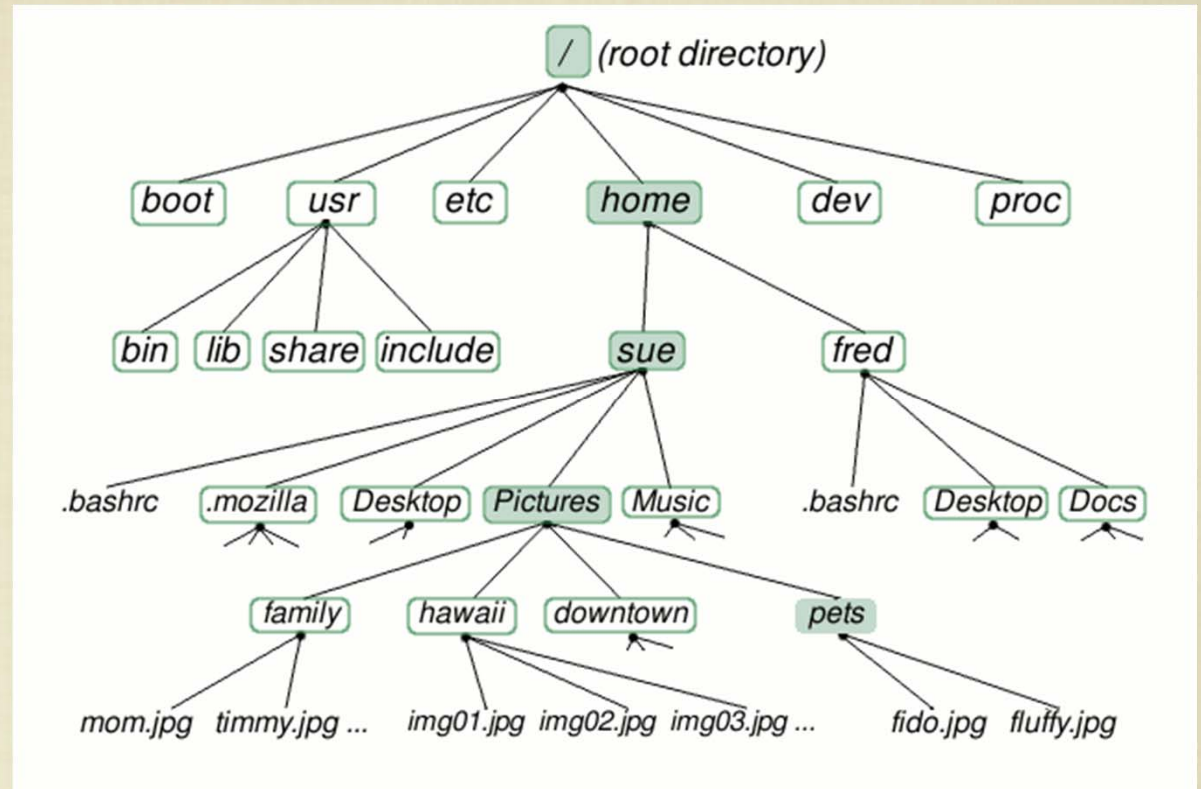 / (root directory)
boot usr etc home dev proc
bin lib share include sue fred
.bashrc .mozilla Desktop Pictures Music .bashrc Desktop Docs
family hawaii downtown pets
mom.jpg timmy.jpg ... img01.jpg img02.jpg img03.jpg ... fido.jpg fluffy.jpg